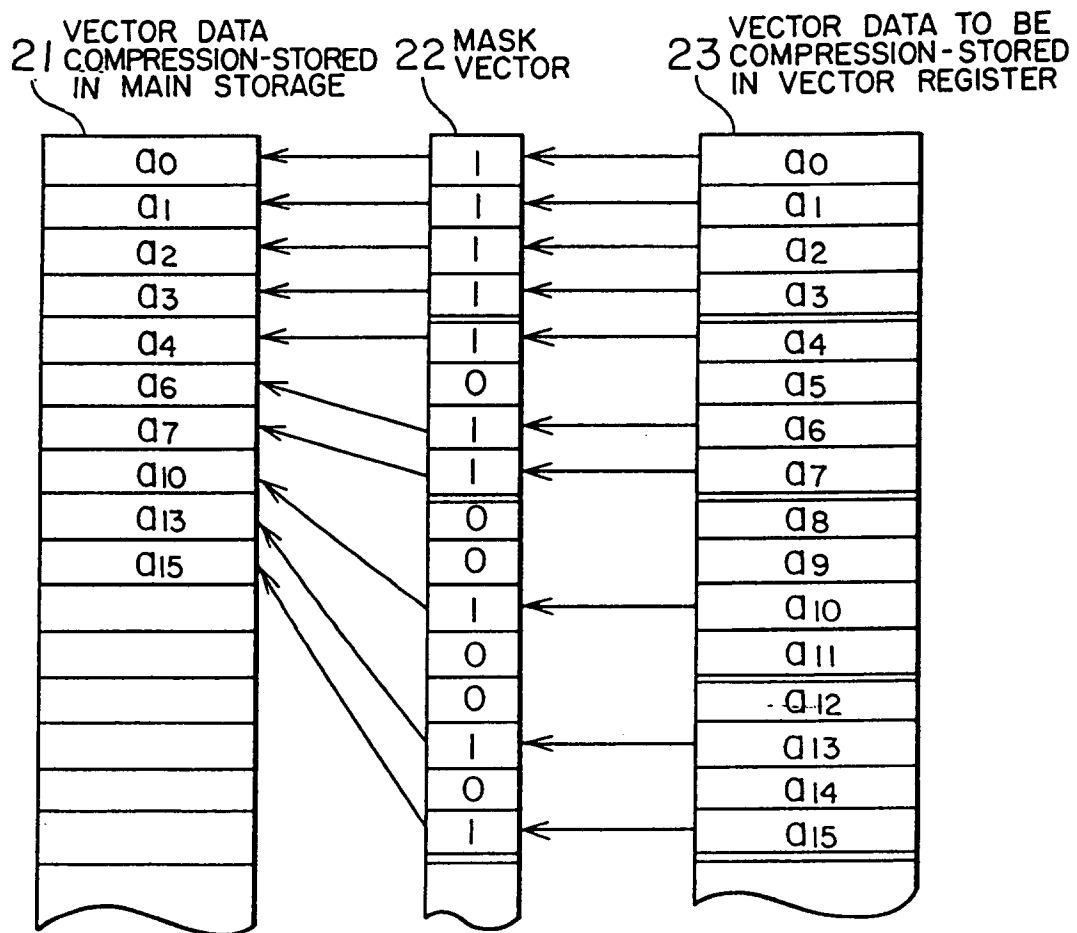 21 VECTOR DATA
COMPRESSION-STORED
IN MAIN STORAGE
22 MASK
VECTOR
23 VECTOR DATA TO BE
COMPRESSION-STORED
IN VECTOR REGISTER
a0 1 a0
a1 1 a1
a2 1 a2
a3 1 a3
a4 1 a4
a6 0 a5
a7 1 a6
a10 1 a7
a13 0 a8
a15 0 a9
1 a10
0 a11
0 a12
1 a13
0 a14
1 a15